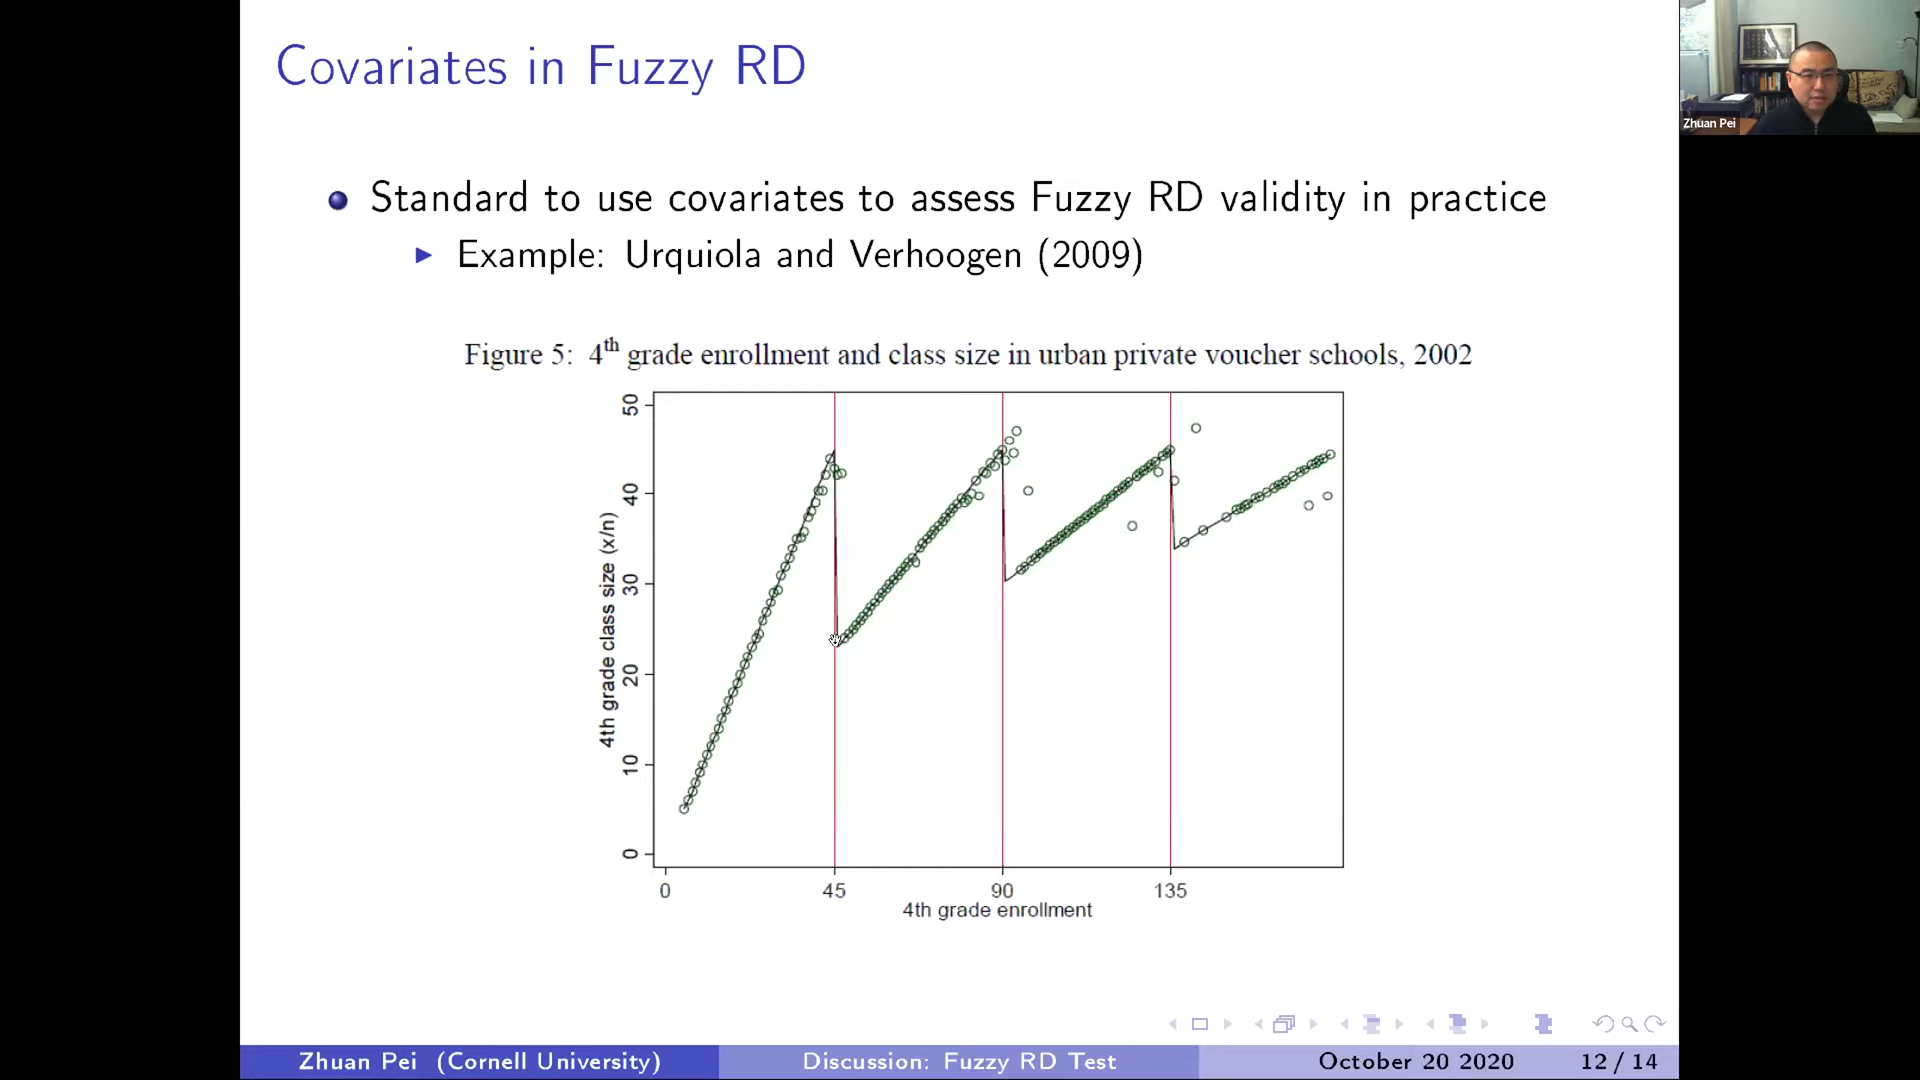 Covariates in Fuzzy RD
Zhuan Pei
Standard to use covariates to assess Fuzzy RD validity in practice
Example: Urquiola and Verhoogen (2009)
Figure 5: 4th grade enrollment and class size in urban private voucher schools, 2002
4th grade class size (x/n)
50
40
30
20
10
0
0 45 90 135
4th grade enrollment
Zhuan Pei (Cornell University) Discussion: Fuzzy RD Test October 20 2020 12 / 14